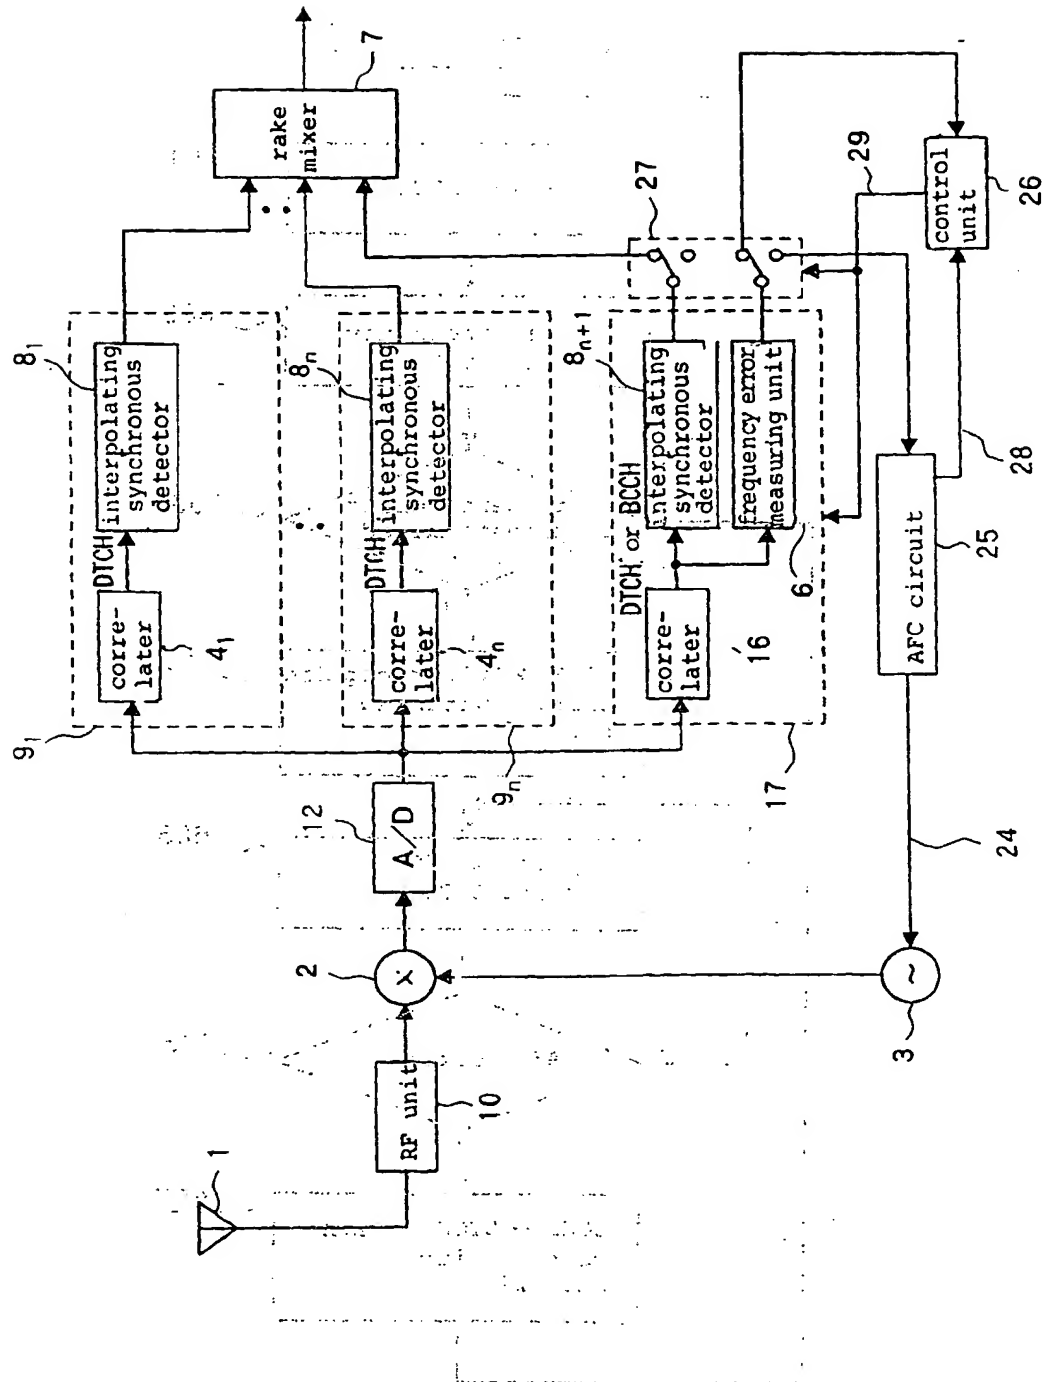 1
RF unit
10
2
X
3
~
24
A/D
12
9₁
corre-
later
4₁
DTCH
interpolating
synchronous
detector
8₁
9ₙ
corre-
later
4ₙ
DTCH
interpolating
synchronous
detector
8ₙ
17
corre-
later
16
DTCH or BCCH
interpolating
synchronous
detector
8ₙ₊₁
frequency error
measuring unit
6
27
rake
mixer
7
AFC circuit
25
28
29
control
unit
26